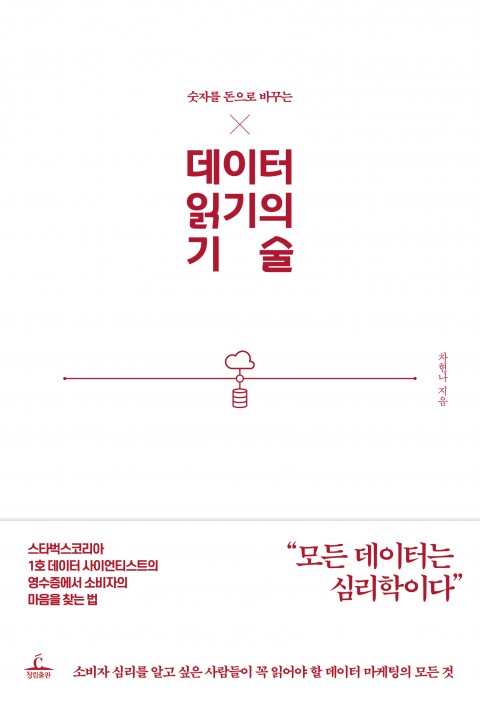 숫자를 돈으로 바꾸는
데이터
읽기의
기 술
차현나 지음
스타벅스코리아
1호 데이터 사이언티스트의
영수증에서 소비자의
마음을 찾는 법
“모든 데이터는
심리학이다”
청림출판
소비자 심리를 알고 싶은 사람들이 꼭 읽어야 할 데이터 마케팅의 모든 것